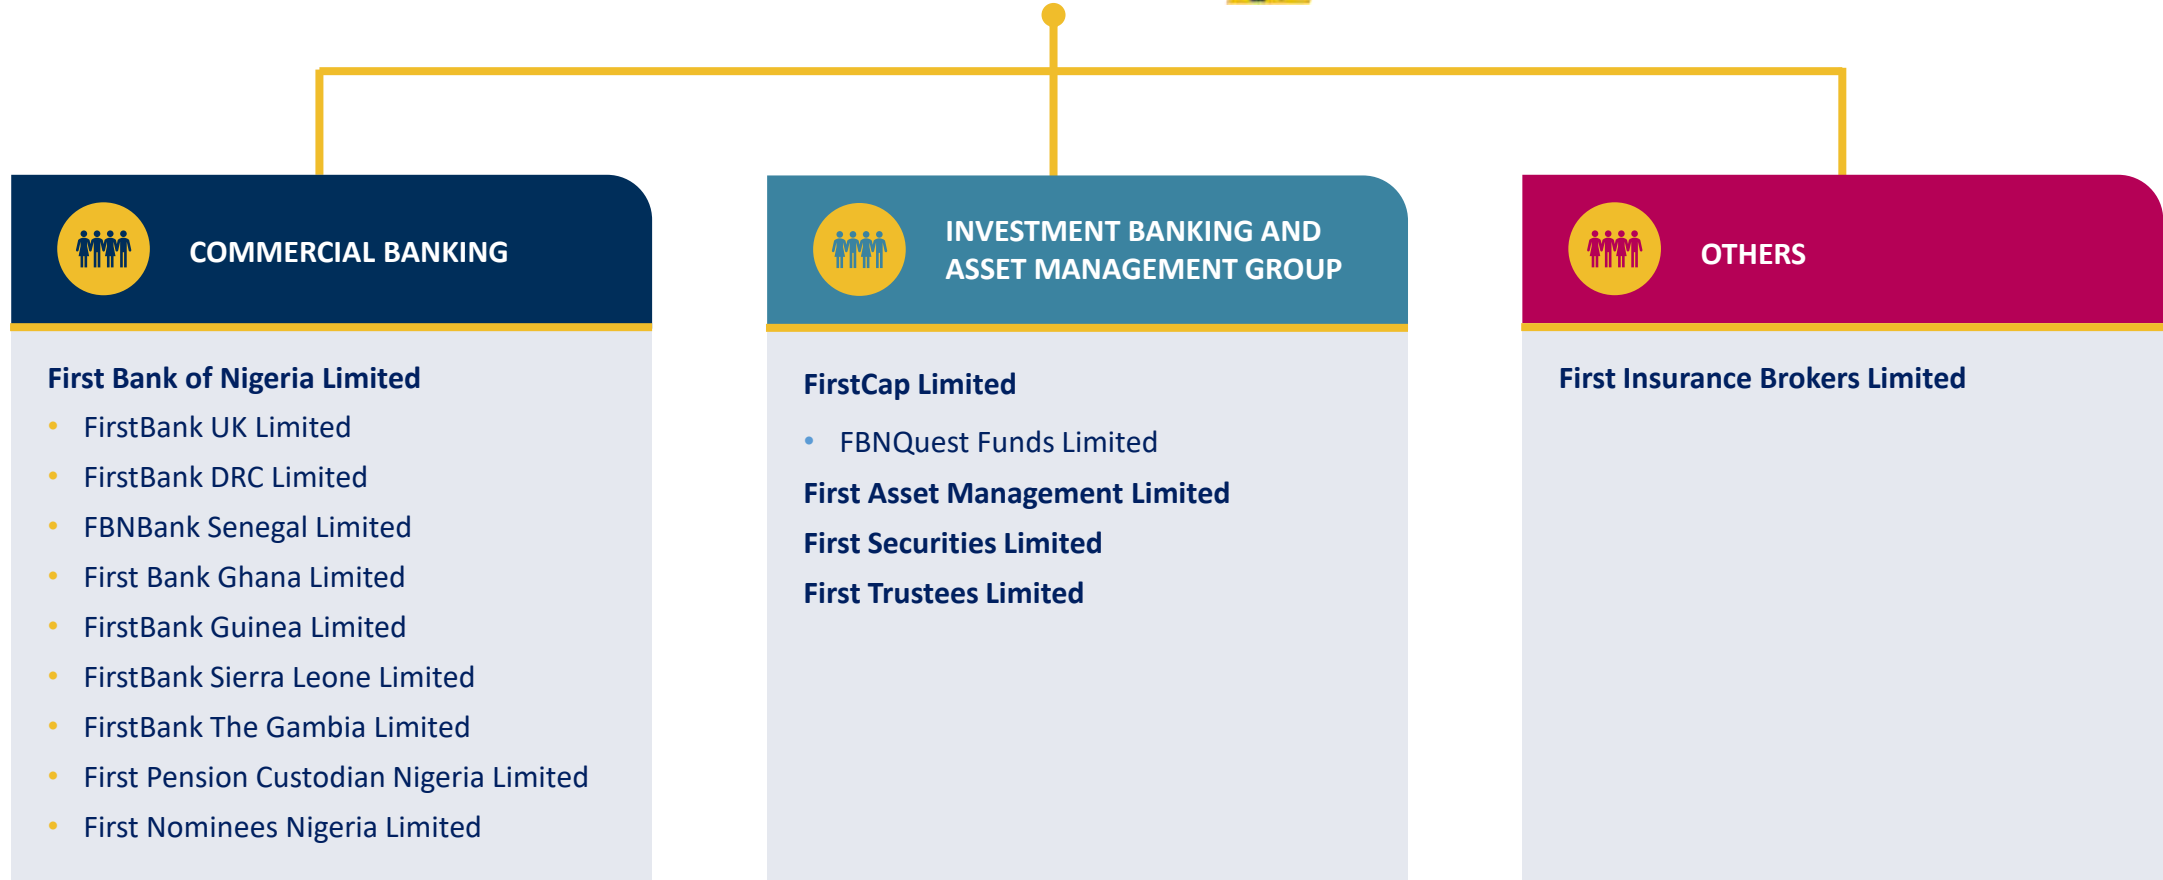 COMMERCIAL BANKING
First Bank of Nigeria Limited
• FirstBank UK Limited
• FirstBank DRC Limited
• FBNBank Senegal Limited
• First Bank Ghana Limited
• FirstBank Guinea Limited
• FirstBank Sierra Leone Limited
• FirstBank The Gambia Limited
• First Pension Custodian Nigeria Limited
• First Nominees Nigeria Limited
INVESTMENT BANKING AND
ASSET MANAGEMENT GROUP
FirstCap Limited
• FBNQuest Funds Limited
First Asset Management Limited
First Securities Limited
First Trustees Limited
OTHERS
First Insurance Brokers Limited